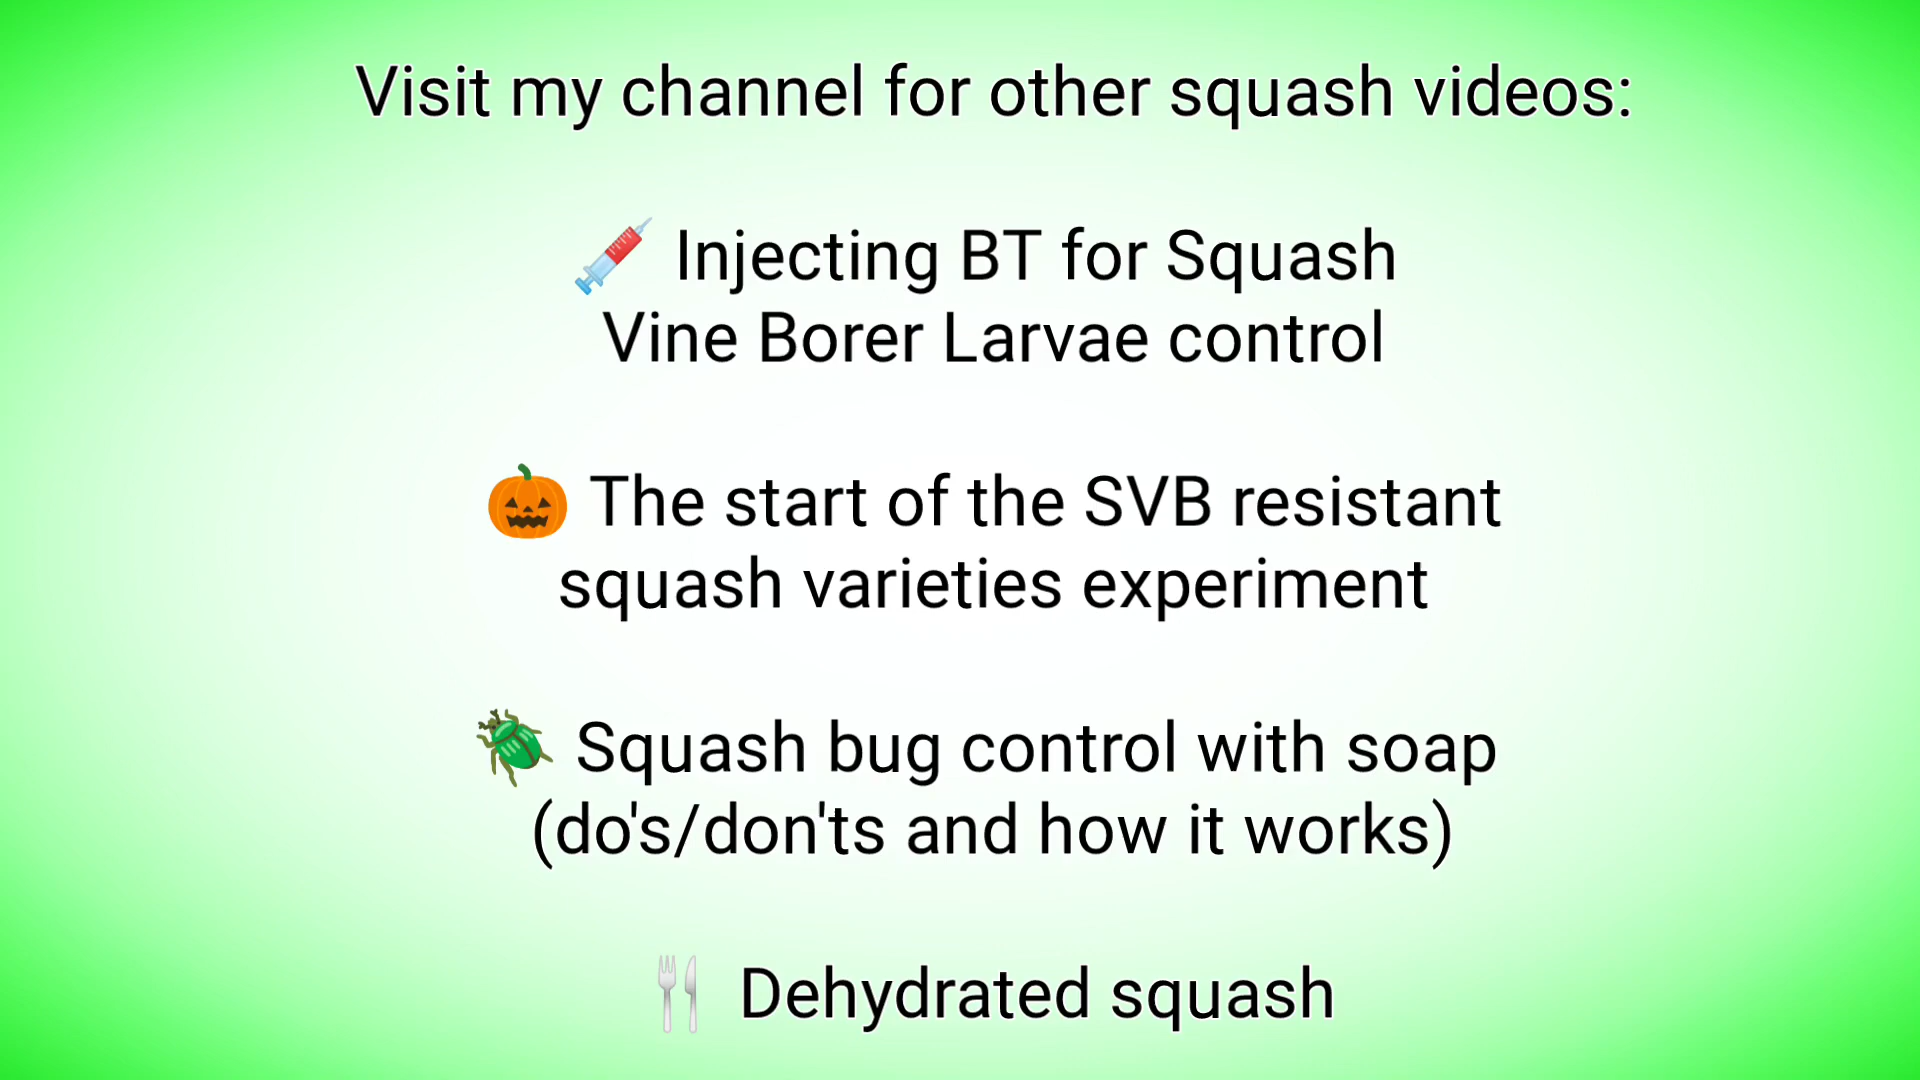 Visit my channel for other squash videos:
💉 Injecting BT for Squash
Vine Borer Larvae control
🎃 The start of the SVB resistant
squash varieties experiment
🪲 Squash bug control with soap
(do's/don'ts and how it works)
🍴 Dehydrated squash